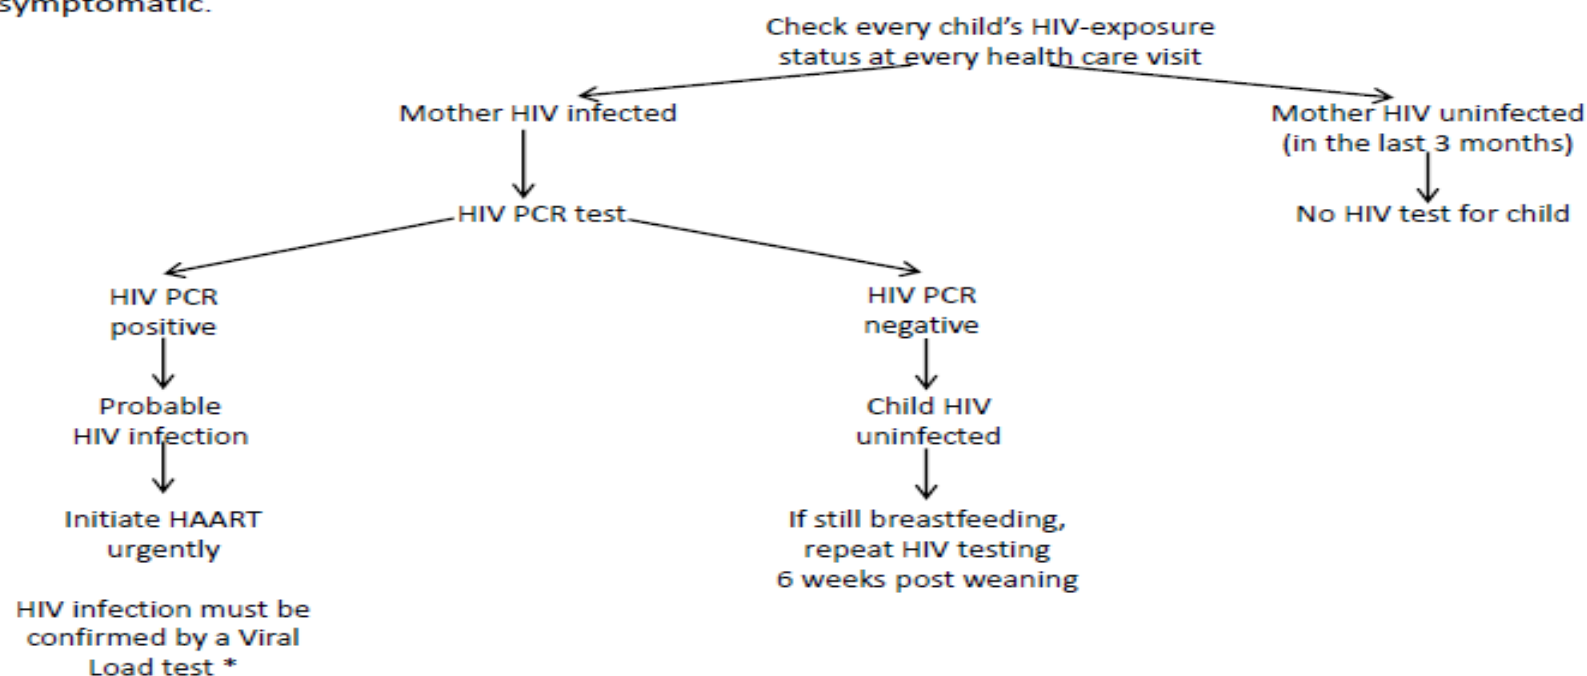 symptomatic.
Check every child's HIV-exposure
status at every health care visit
Mother HIV infected
Mother HIV uninfected
(in the last 3 months)
HIV PCR test
No HIV test for child
HIV PCR
positive
HIV PCR
negative
Probable
HIV infection
Child HIV
uninfected
Initiate HAART
urgently
If still breastfeeding,
repeat HIV testing
6 weeks post weaning
HIV infection must be
confirmed by a Viral
Load test *